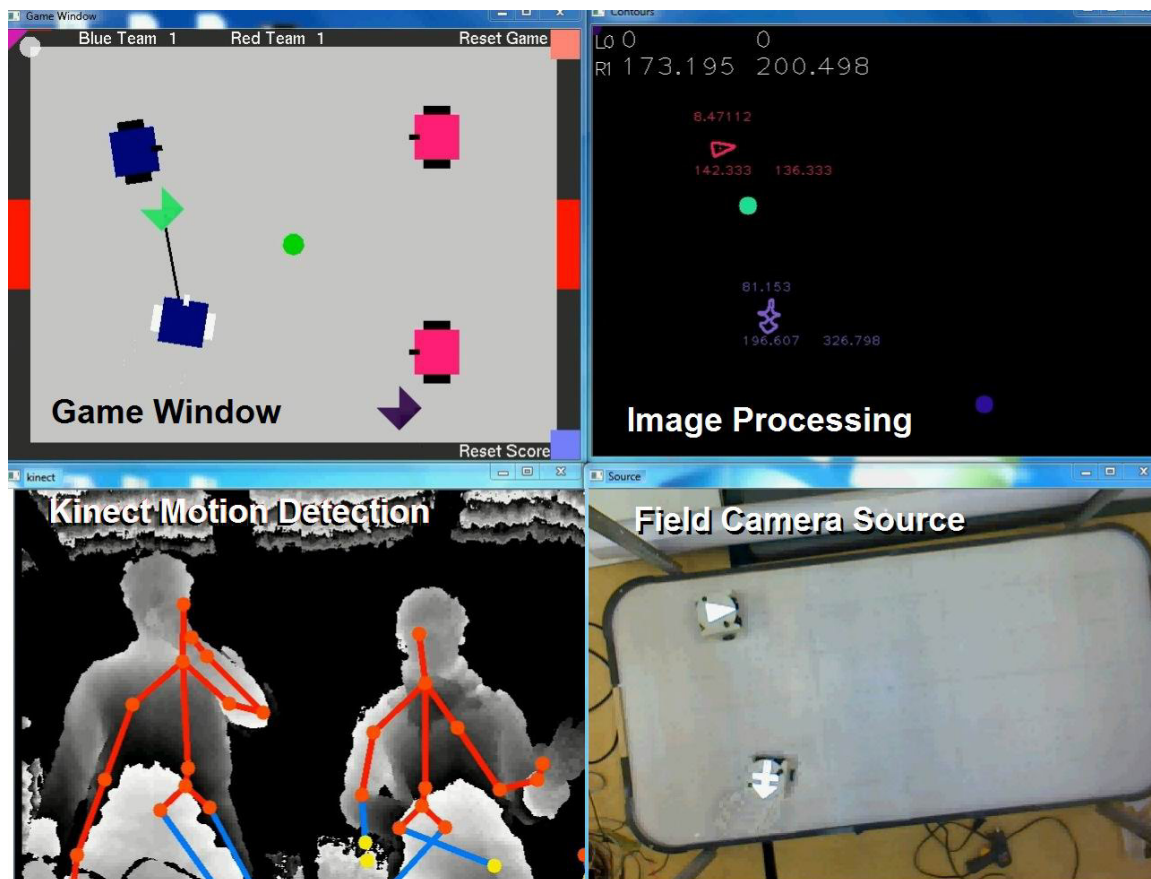 Game Window
Blue Team 1 Red Team 1 Reset Game
Game Window
Reset Score
Contours
L0 0 0
R1 173.195 200.498
8.47112
142.333 136.333
81.153
196.607 326.798
Image Processing
kinect
Kinect Motion Detection
Source
Field Camera Source